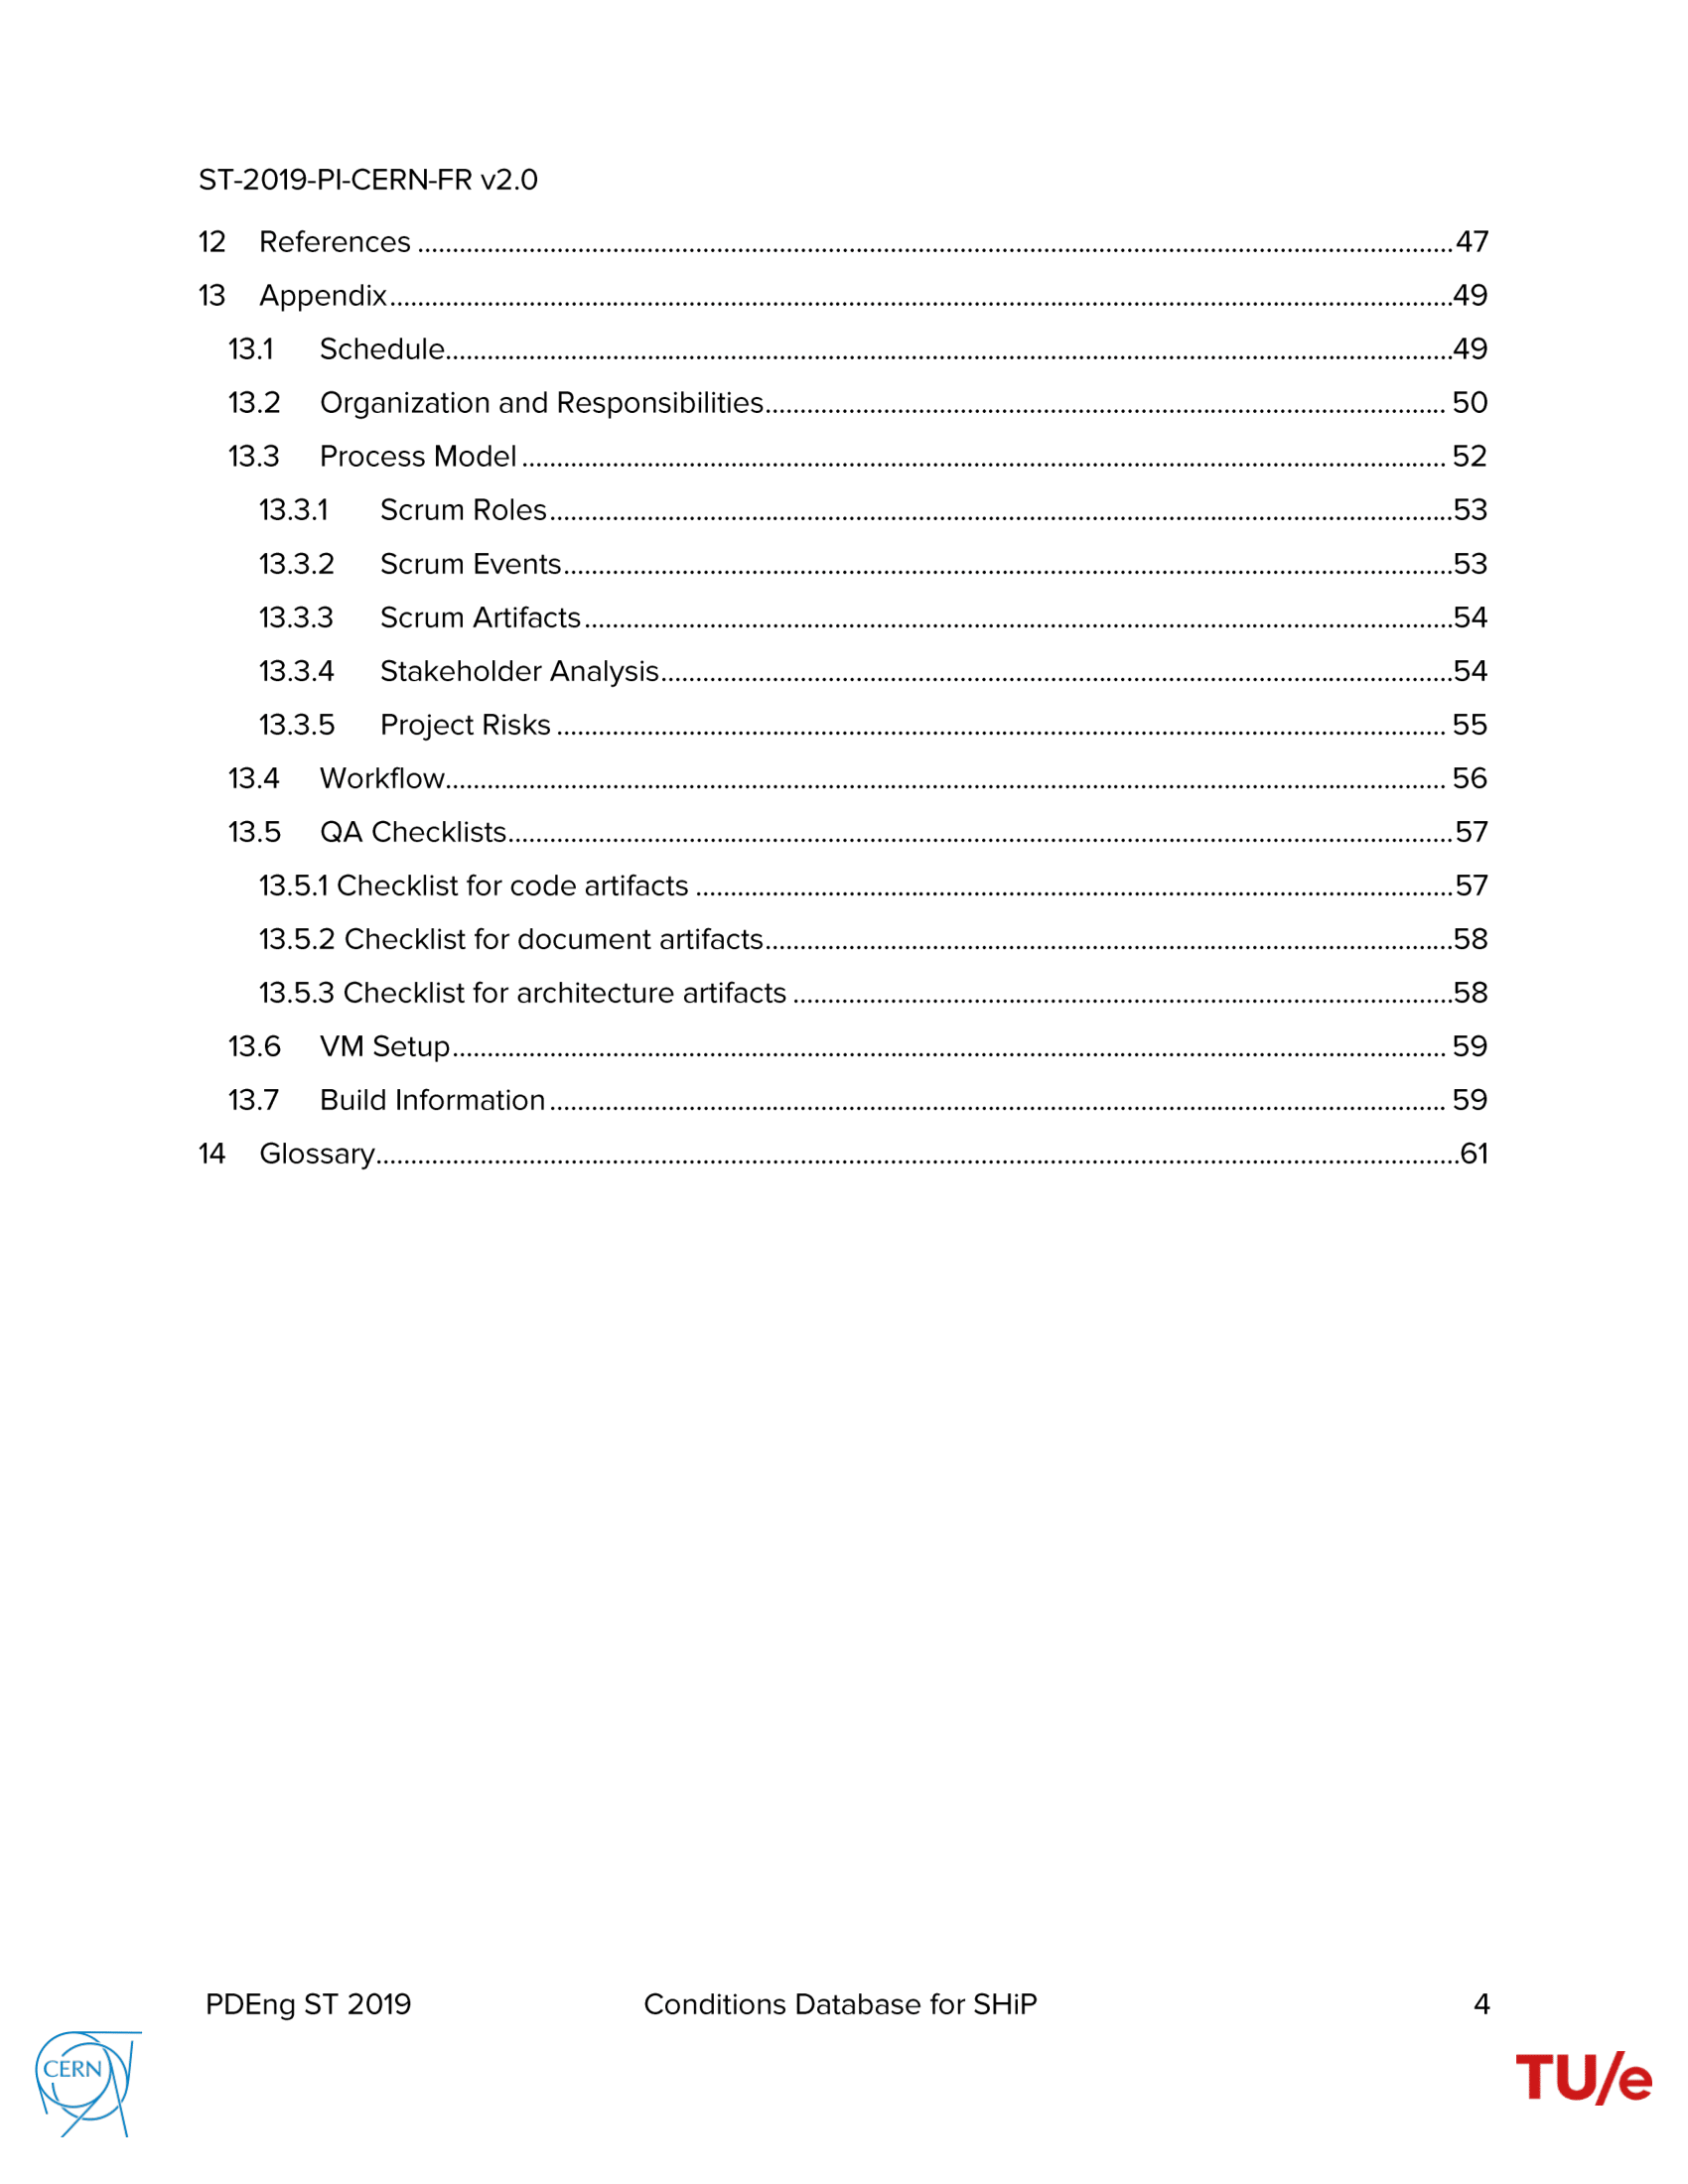 ST-2019-PI-CERN-FR v2.0
12 References ........ 47
13 Appendix ........ 49
13.1 Schedule ........ 49
13.2 Organization and Responsibilities ........ 50
13.3 Process Model ........ 52
13.3.1 Scrum Roles ........ 53
13.3.2 Scrum Events ........ 53
13.3.3 Scrum Artifacts ........ 54
13.3.4 Stakeholder Analysis ........ 54
13.3.5 Project Risks ........ 55
13.4 Workflow ........ 56
13.5 QA Checklists ........ 57
13.5.1 Checklist for code artifacts ........ 57
13.5.2 Checklist for document artifacts ........ 58
13.5.3 Checklist for architecture artifacts ........ 58
13.6 VM Setup ........ 59
13.7 Build Information ........ 59
14 Glossary ........ 61
PDEng ST 2019 Conditions Database for SHiP 4
CERN
TU/e